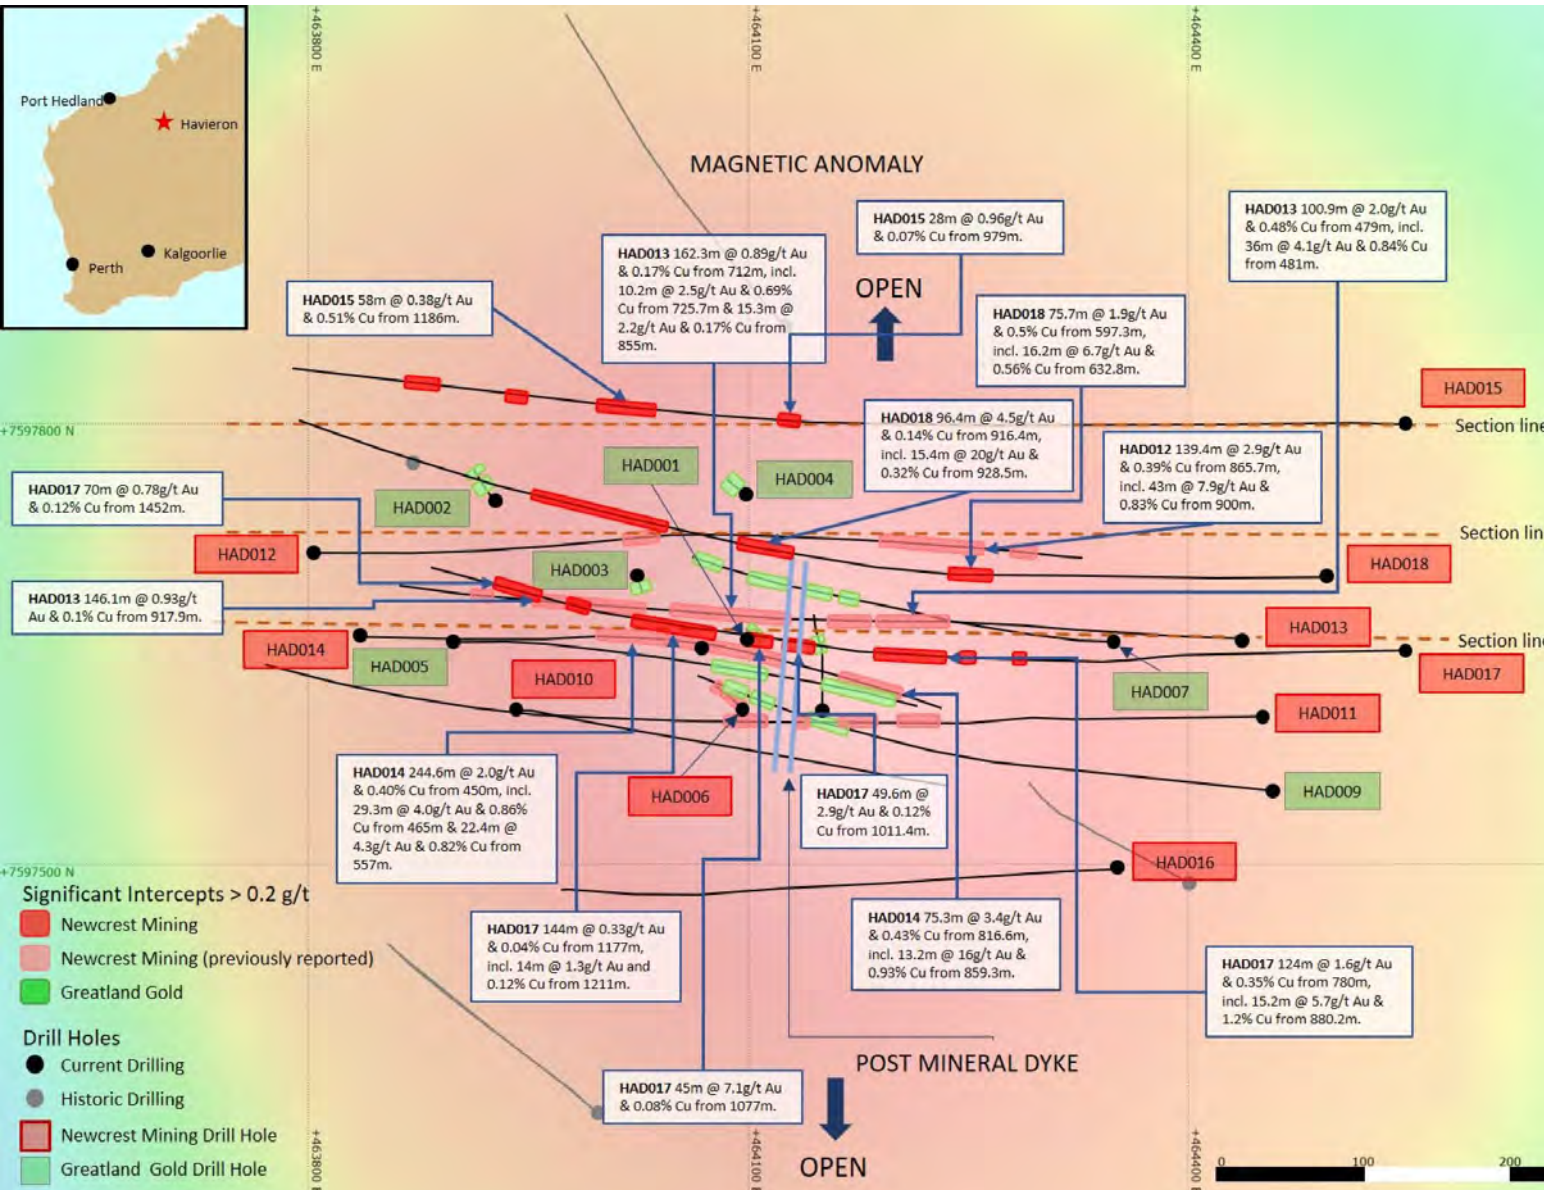 +463800 E
+464100 E
+464400 E
Port Hedland
Havieron
Kalgoorlie
Perth
MAGNETIC ANOMALY
HAD015 28m @ 0.96g/t Au
& 0.07% Cu from 979m.
HAD013 100.9m @ 2.0g/t Au
& 0.48% Cu from 479m, incl.
36m @ 4.1g/t Au & 0.84% Cu
from 481m.
HAD013 162.3m @ 0.89g/t Au
& 0.17% Cu from 712m, incl.
10.2m @ 2.5g/t Au & 0.69%
Cu from 725.7m & 15.3m @
2.2g/t Au & 0.17% Cu from
855m.
OPEN
HAD015 58m @ 0.38g/t Au
& 0.51% Cu from 1186m.
HAD018 75.7m @ 1.9g/t Au
& 0.5% Cu from 597.3m,
incl. 16.2m @ 6.7g/t Au &
0.56% Cu from 632.8m.
HAD015
HAD018 96.4m @ 4.5g/t Au
& 0.14% Cu from 916.4m,
incl. 15.4m @ 20g/t Au &
0.32% Cu from 928.5m.
+7597800 N
Section line
HAD012 139.4m @ 2.9g/t Au
& 0.39% Cu from 865.7m,
incl. 43m @ 7.9g/t Au &
0.83% Cu from 900m.
HAD001
HAD004
HAD017 70m @ 0.78g/t Au
& 0.12% Cu from 1452m.
HAD002
Section lin
HAD012
HAD003
HAD018
HAD013 146.1m @ 0.93g/t
Au & 0.1% Cu from 917.9m.
HAD013
Section line
HAD014
HAD005
HAD010
HAD007
HAD017
HAD011
HAD014 244.6m @ 2.0g/t Au
& 0.40% Cu from 450m, incl.
29.3m @ 4.0g/t Au & 0.86%
Cu from 465m & 22.4m @
4.3g/t Au & 0.82% Cu from
557m.
HAD006
HAD017 49.6m @
2.9g/t Au & 0.12%
Cu from 1011.4m.
HAD009
HAD016
+7597500 N
Significant Intercepts > 0.2 g/t
Newcrest Mining
Newcrest Mining (previously reported)
Greatland Gold
HAD017 144m @ 0.33g/t Au
& 0.04% Cu from 1177m,
incl. 14m @ 1.3g/t Au and
0.12% Cu from 1211m.
HAD014 75.3m @ 3.4g/t Au
& 0.43% Cu from 816.6m,
incl. 13.2m @ 16g/t Au &
0.93% Cu from 859.3m.
HAD017 124m @ 1.6g/t Au
& 0.35% Cu from 780m,
incl. 15.2m @ 5.7g/t Au &
1.2% Cu from 880.2m.
Drill Holes
Current Drilling
Historic Drilling
Newcrest Mining Drill Hole
Greatland Gold Drill Hole
POST MINERAL DYKE
HAD017 45m @ 7.1g/t Au
& 0.08% Cu from 1077m.
OPEN
+463800 E
+464100 E
+464400 E
0 100 200